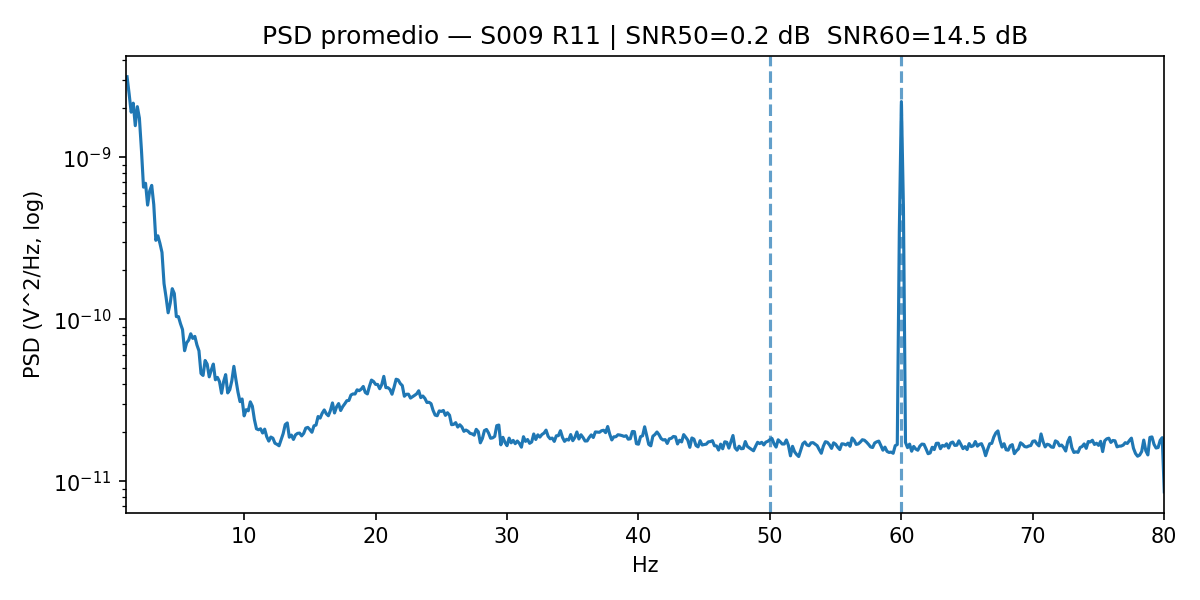 PSD promedio — S009 R11 | SNR50=0.2 dB  SNR60=14.5 dB
PSD (V^2/Hz, log)
10⁻⁹
10⁻¹⁰
10⁻¹¹
10 20 30 40 50 60 70 80
Hz